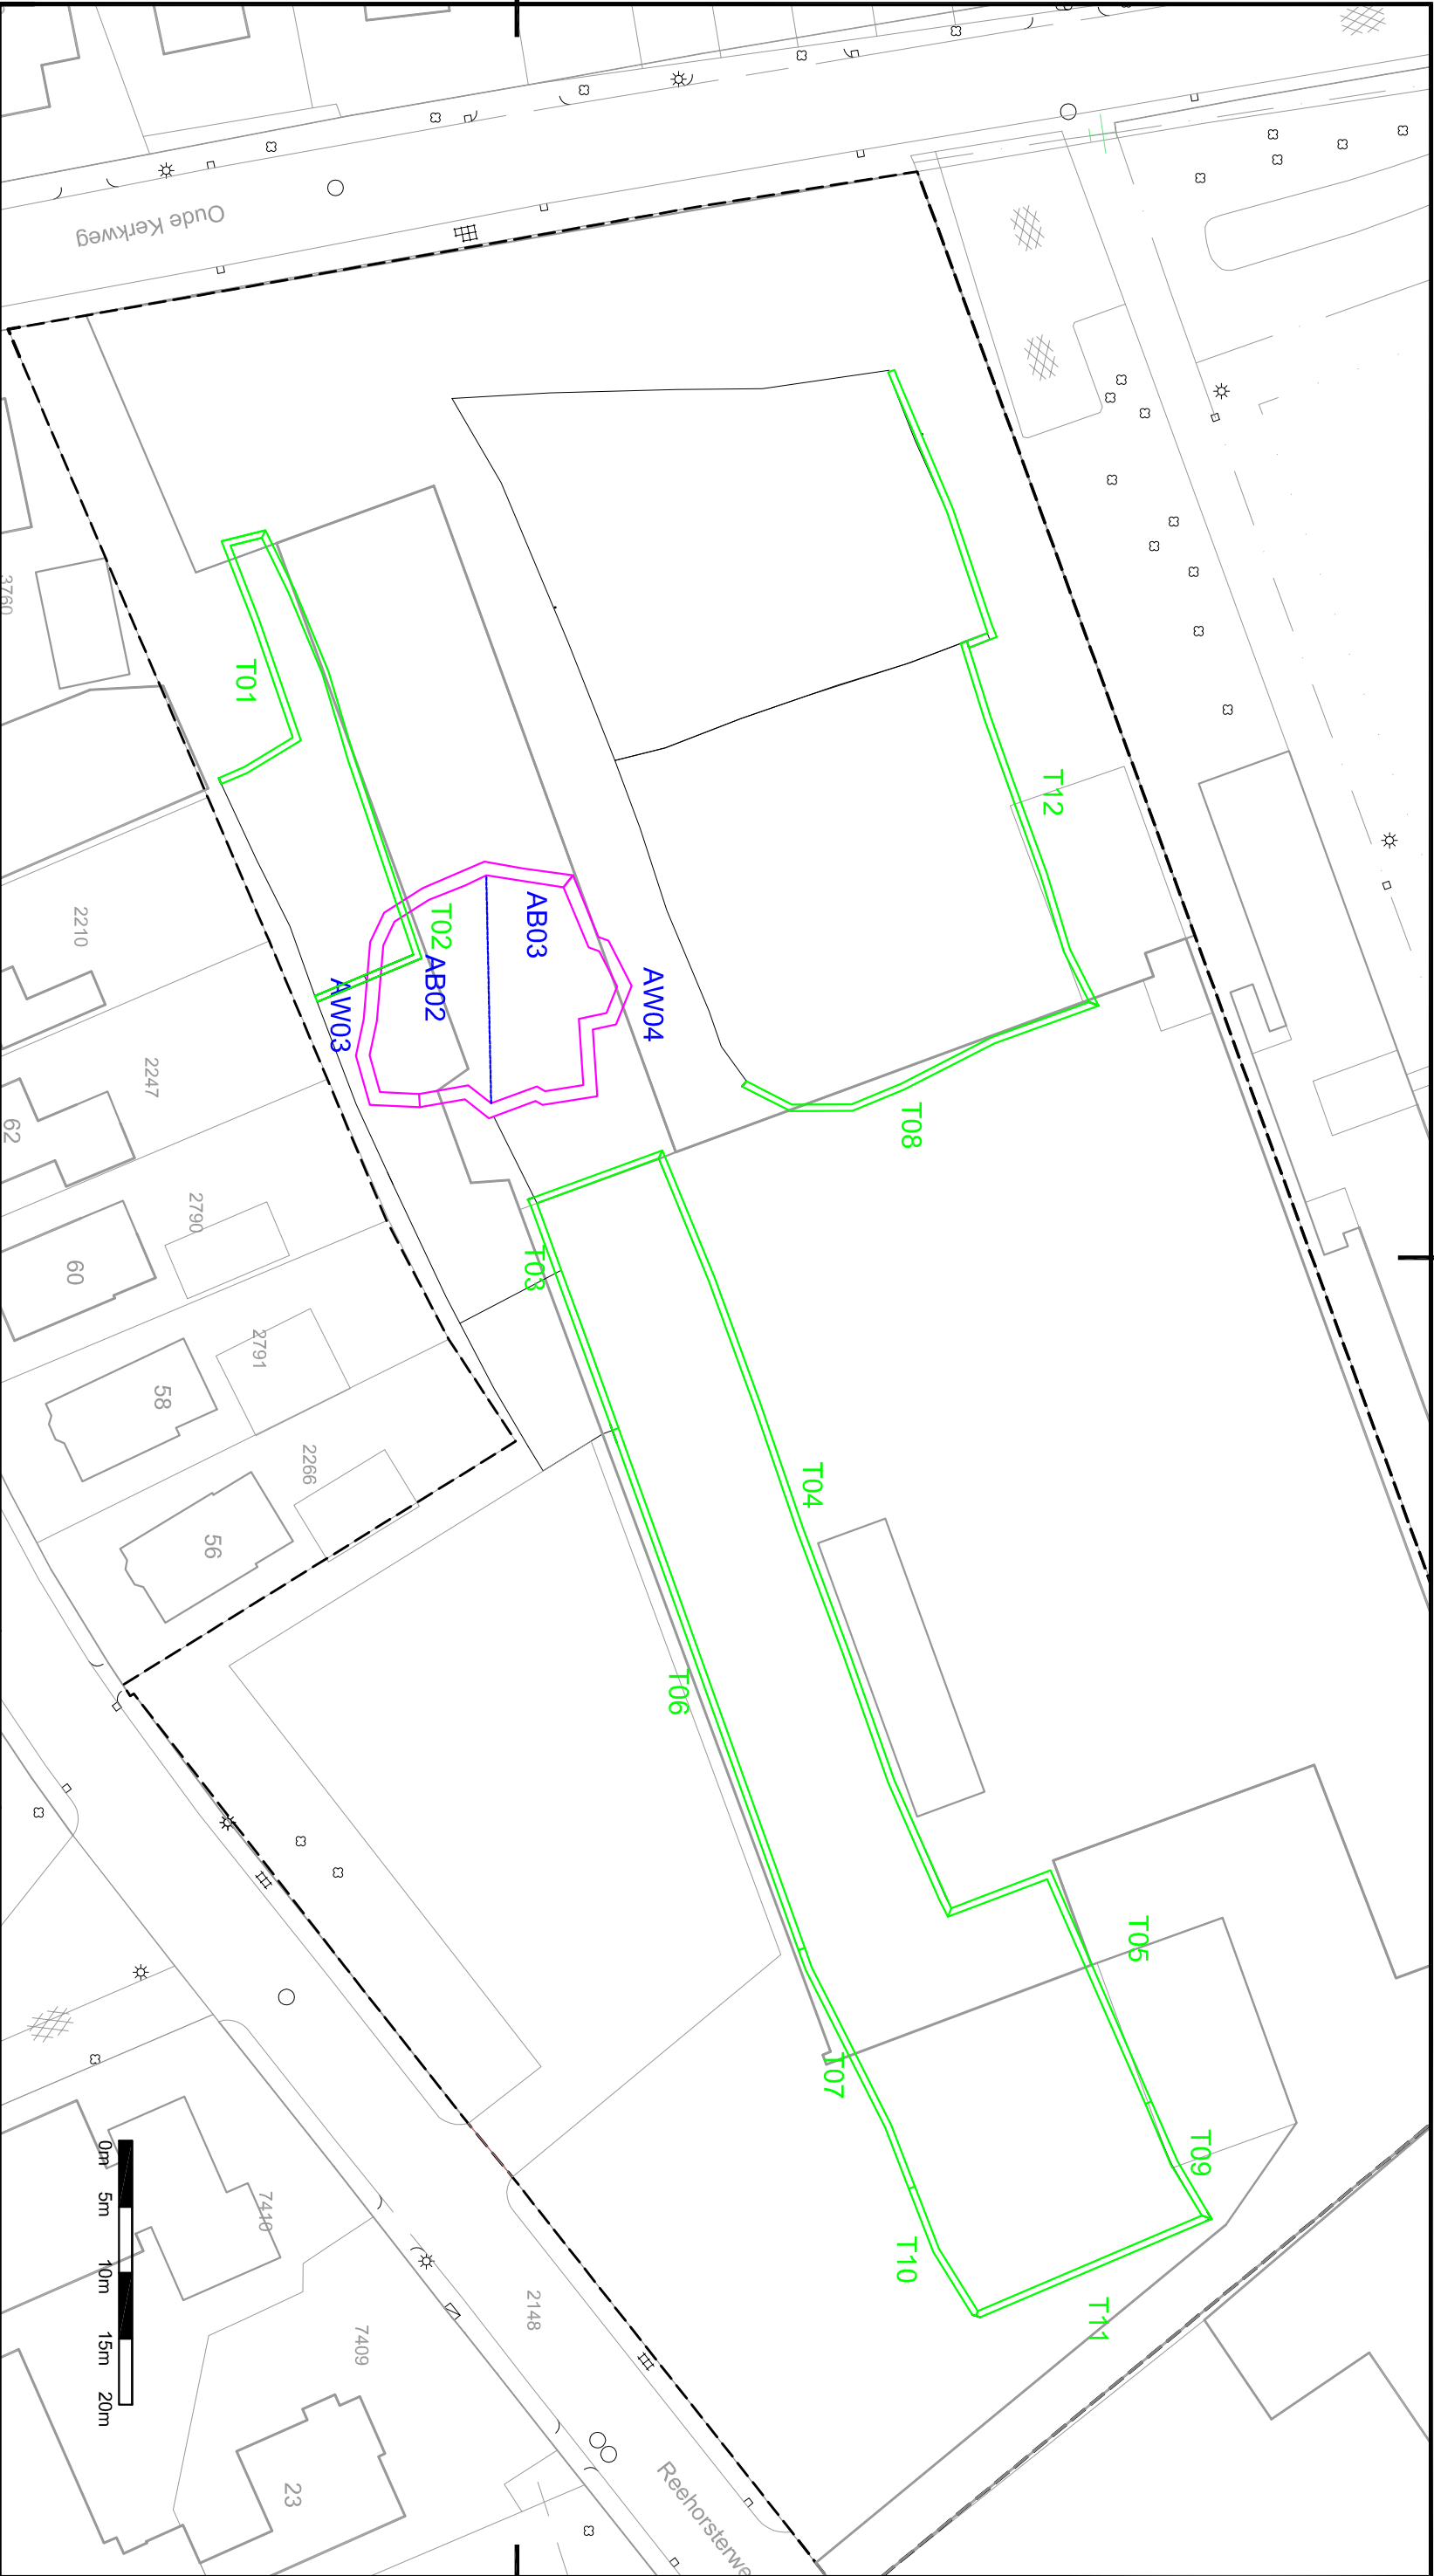 Oude Kerkweg
3760
T01
T12
2210
T02
AB03
AB02
AW03
AW04
2247
62
T08
2790
60
T03
2791
58
2266
56
T04
T06
T05
T07
T09
T10
T11
7410
2148
7409
23
0m
5m
10m
15m
20m
Reehorsterwe